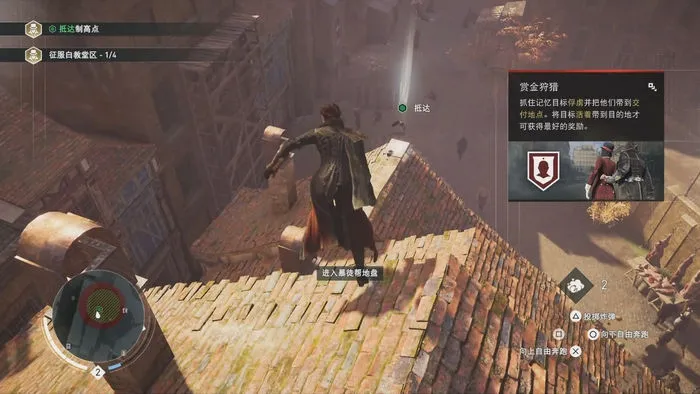 抵达制高点
征服白教堂区 - 1/4
赏金狩猎
抓住记忆目标俘虏并把他们带到交
付地点。将目标活着带到目的地才
可获得最好的奖励。
抵达
进入暴徒帮地盘
2
投掷炸弹
向下自由奔跑
向上自由奔跑
2